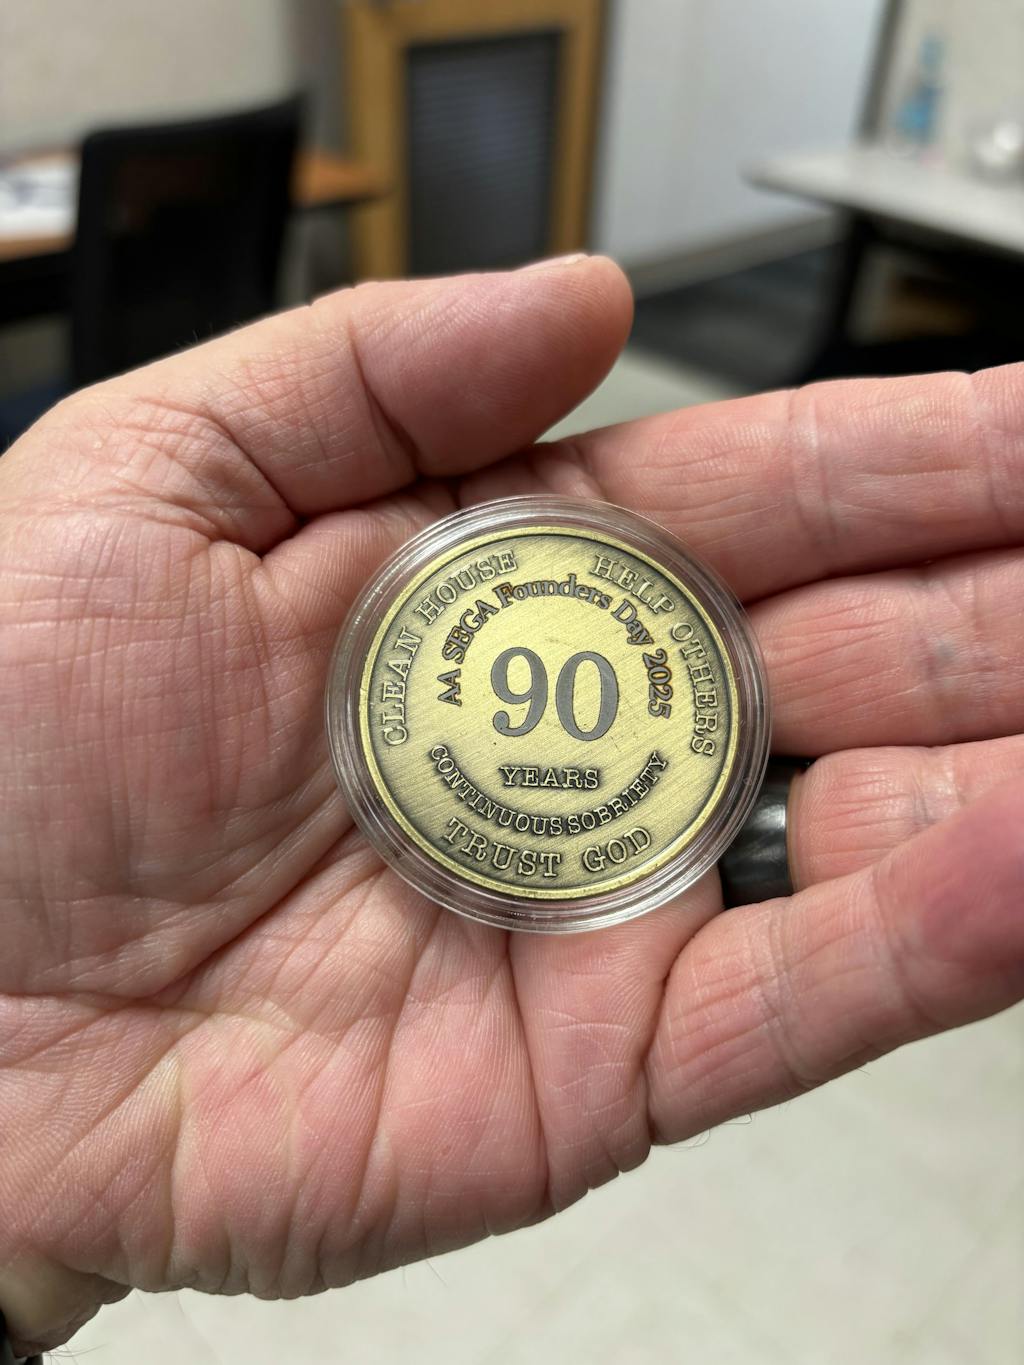 CLEAN HOUSE HELP OTHERS
AA SEGA Founders Day 2025
90
YEARS
CONTINUOUS SOBRIETY
TRUST GOD